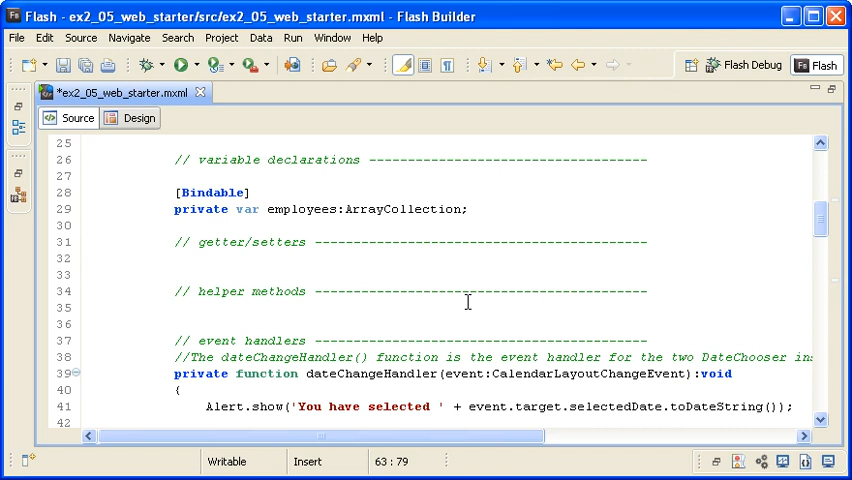 Flash - ex2_05_web_starter/src/ex2_05_web_starter.mxml - Flash Builder
File Edit Source Navigate Search Project Data Run Window Help
Flash Debug Flash
*ex2_05_web_starter.mxml
Source Design
25
26 // variable declarations -----------------------------------
27
28 [Bindable]
29 private var employees:ArrayCollection;
30
31 // getter/setters ------------------------------------------
32
33
34 // helper methods ------------------------------------------
35
36
37 // event handlers ------------------------------------------
38 //The dateChangeHandler() function is the event handler for the two DateChooser ins
39 private function dateChangeHandler(event:CalendarLayoutChangeEvent):void
40 {
41 Alert.show('You have selected ' + event.target.selectedDate.toDateString());
42
Writable Insert 63 : 79